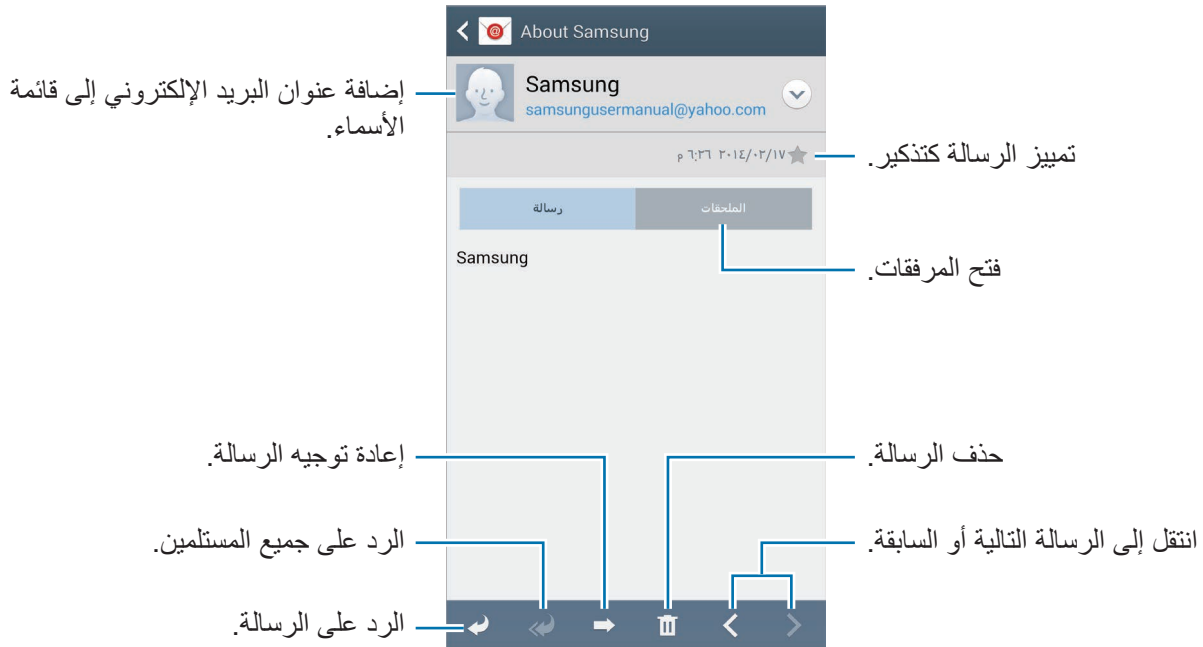 About Samsung
Samsung
samsungusermanual@yahoo.com
إضافة عنوان البريد الإلكتروني إلى قائمة
الأسماء.
٢٠١٤/٠٣/١٧ ٦:٣٦ م
تمييز الرسالة كتذكير.
الملحقات
رسالة
Samsung
فتح المرفقات.
حذف الرسالة.
إعادة توجيه الرسالة.
انتقل إلى الرسالة التالية أو السابقة.
الرد على جميع المستلمين.
الرد على الرسالة.